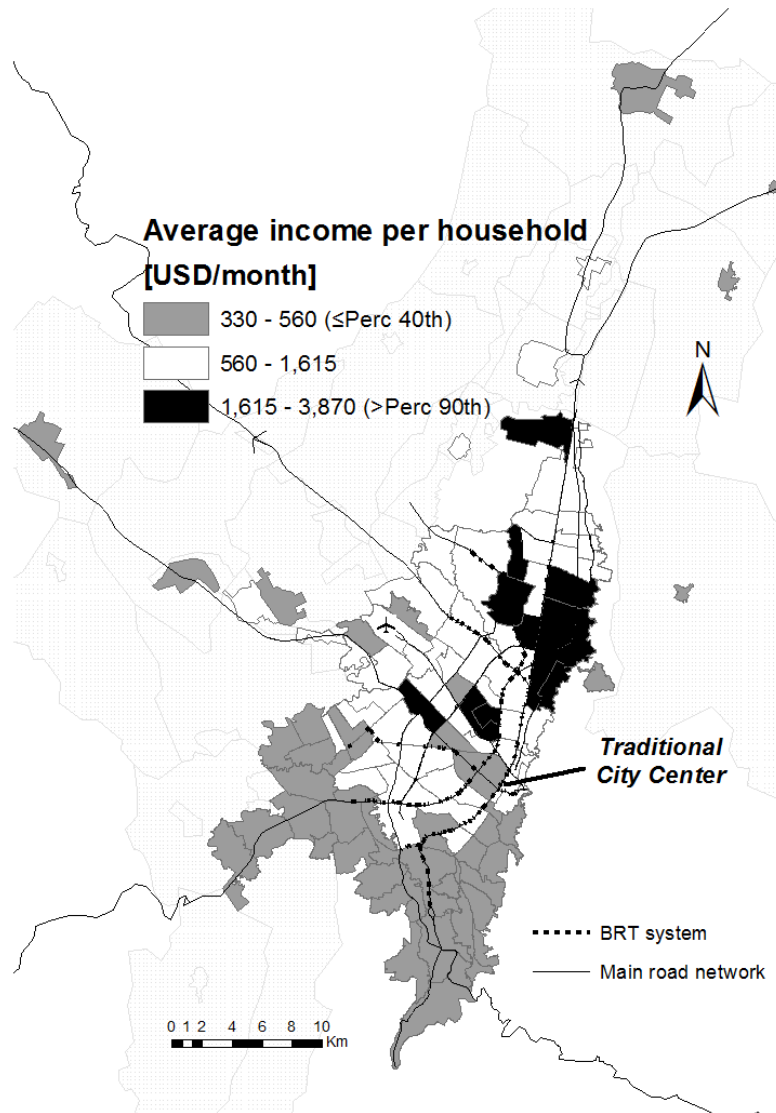 Average income per household
[USD/month]
330 - 560 (≤Perc 40th)
560 - 1,615
1,615 - 3,870 (>Perc 90th)
N
Traditional
City Center
BRT system
Main road network
0 1 2 4 6 8 10
Km